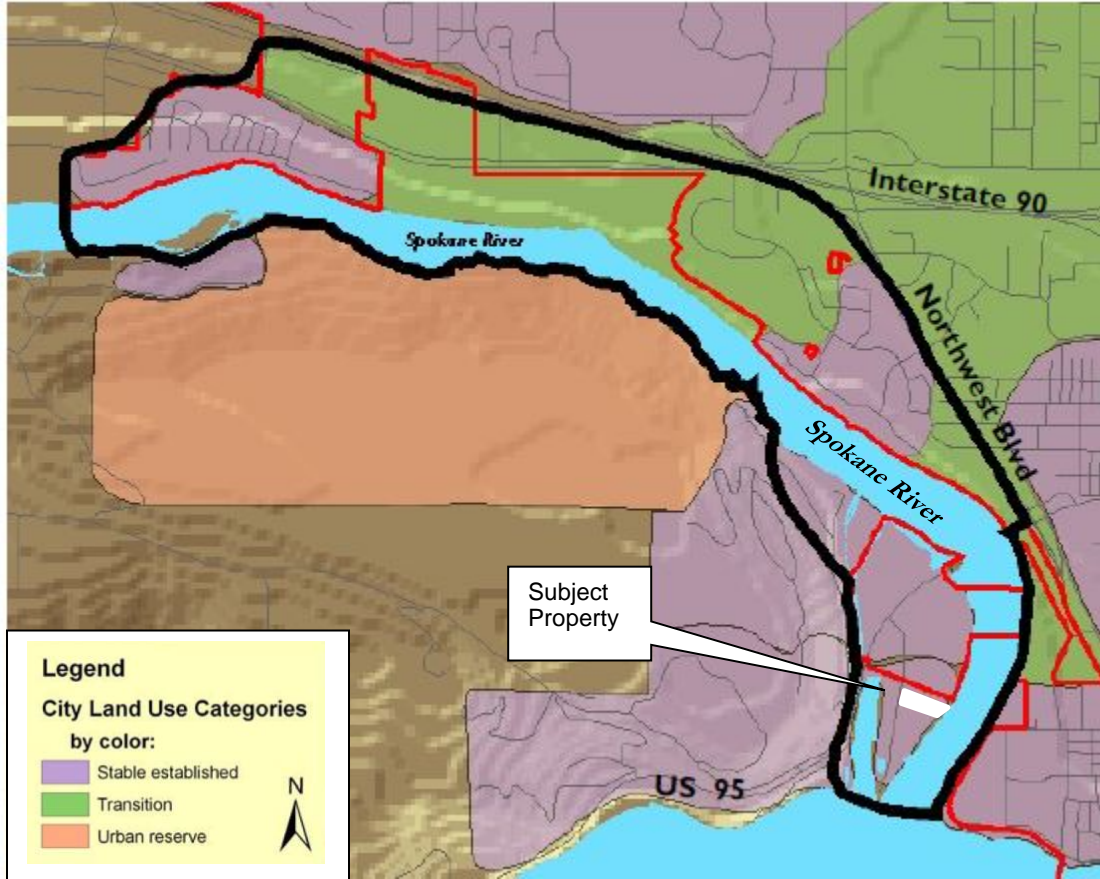 Interstate 90
Spokane River
Northwest Blvd
Spokane River
Subject
Property
US 95
Legend
City Land Use Categories
by color:
Stable established
Transition
Urban reserve
N